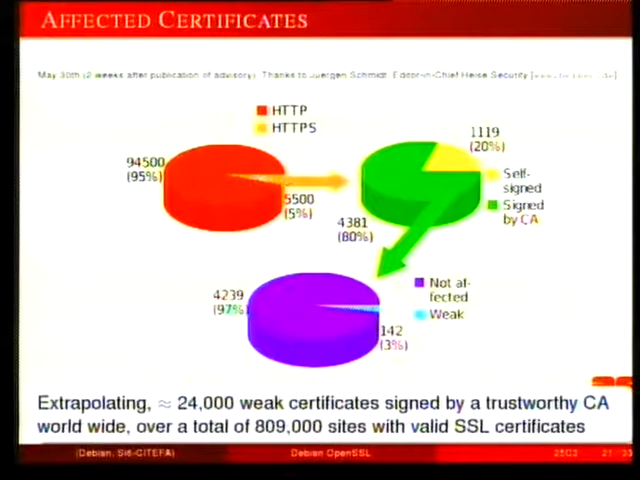 AFFECTED CERTIFICATES
May 30th (2 weeks after publication of advisory). Thanks to Juergen Schmidt, Editor-in-Chief Heise Security
HTTP
HTTPS
94500
(95%)
5500
(5%)
1119
(20%)
Self-
signed
Signed
by CA
4381
(80%)
4239
(97%)
Not af-
fected
Weak
142
(3%)
Extrapolating, ≈ 24,000 weak certificates signed by a trustworthy CA
world wide, over a total of 809,000 sites with valid SSL certificates
(Debian, Si6-CITEFA) Debian OpenSSL 25C3